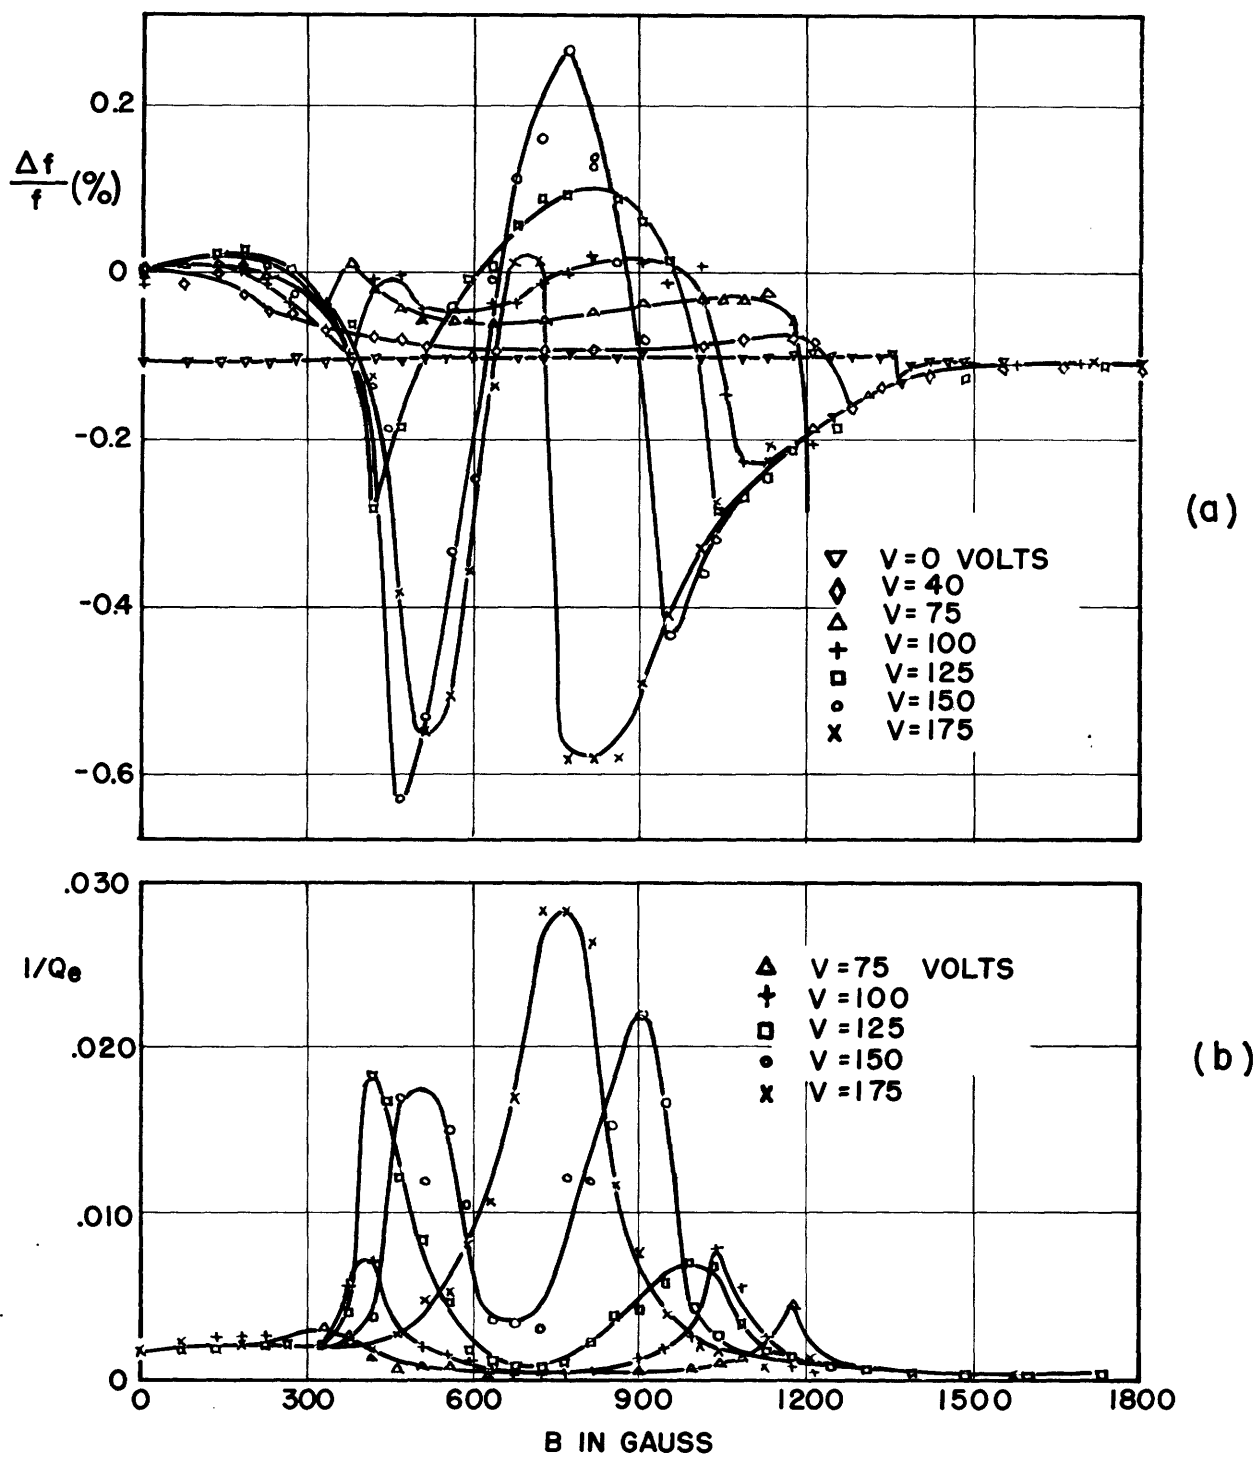 0.2
Δf
f (%)
0
-0.2
-0.4
-0.6
(a)
V=0 VOLTS
V=40
V=75
V=100
V=125
V=150
V=175
.030
1/Qe
.020
.010
0
V=75 VOLTS
V=100
V=125
V=150
V=175
(b)
0 300 600 900 1200 1500 1800
B IN GAUSS